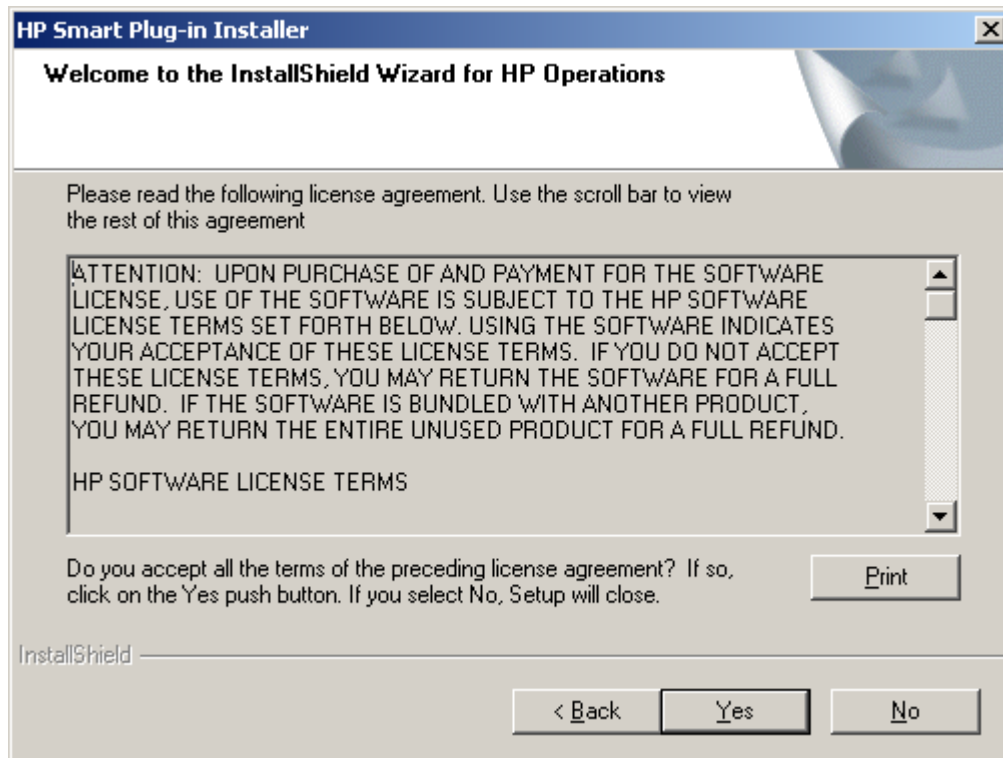 HP Smart Plug-in Installer
Welcome to the InstallShield Wizard for HP Operations
Please read the following license agreement. Use the scroll bar to view
the rest of this agreement
ATTENTION:  UPON PURCHASE OF AND PAYMENT FOR THE SOFTWARE
LICENSE, USE OF THE SOFTWARE IS SUBJECT TO THE HP SOFTWARE
LICENSE TERMS SET FORTH BELOW. USING THE SOFTWARE INDICATES
YOUR ACCEPTANCE OF THESE LICENSE TERMS.  IF YOU DO NOT ACCEPT
THESE LICENSE TERMS, YOU MAY RETURN THE SOFTWARE FOR A FULL
REFUND.  IF THE SOFTWARE IS BUNDLED WITH ANOTHER PRODUCT,
YOU MAY RETURN THE ENTIRE UNUSED PRODUCT FOR A FULL REFUND.
HP SOFTWARE LICENSE TERMS
Do you accept all the terms of the preceding license agreement?  If so,
click on the Yes push button. If you select No, Setup will close.
Print
InstallShield
< Back
Yes
No